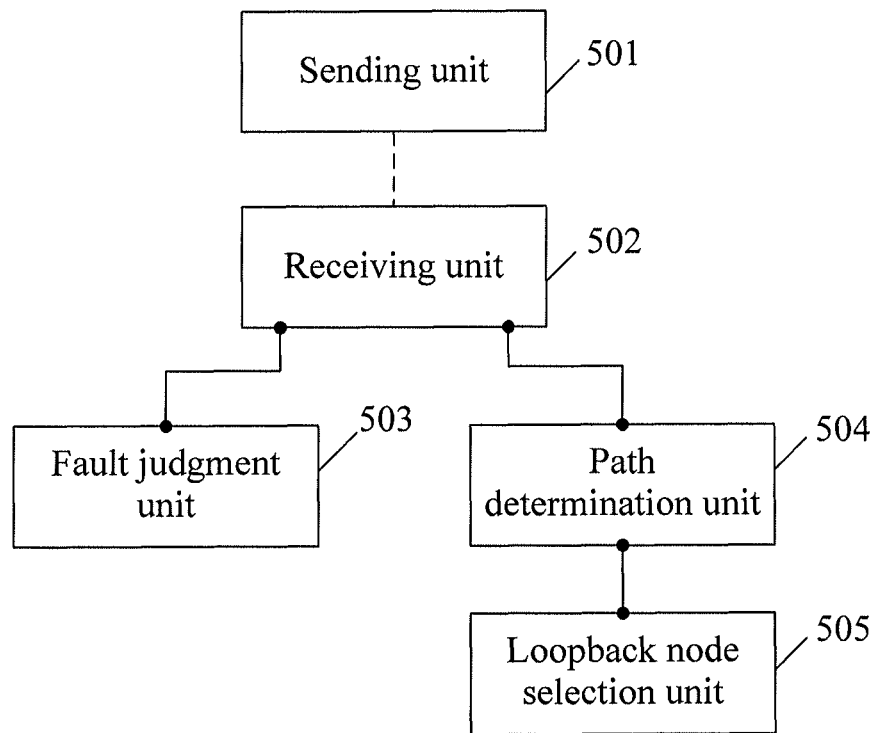 Sending unit
501
Receiving unit
502
Fault judgment
unit
503
Path
determination unit
504
Loopback node
selection unit
505